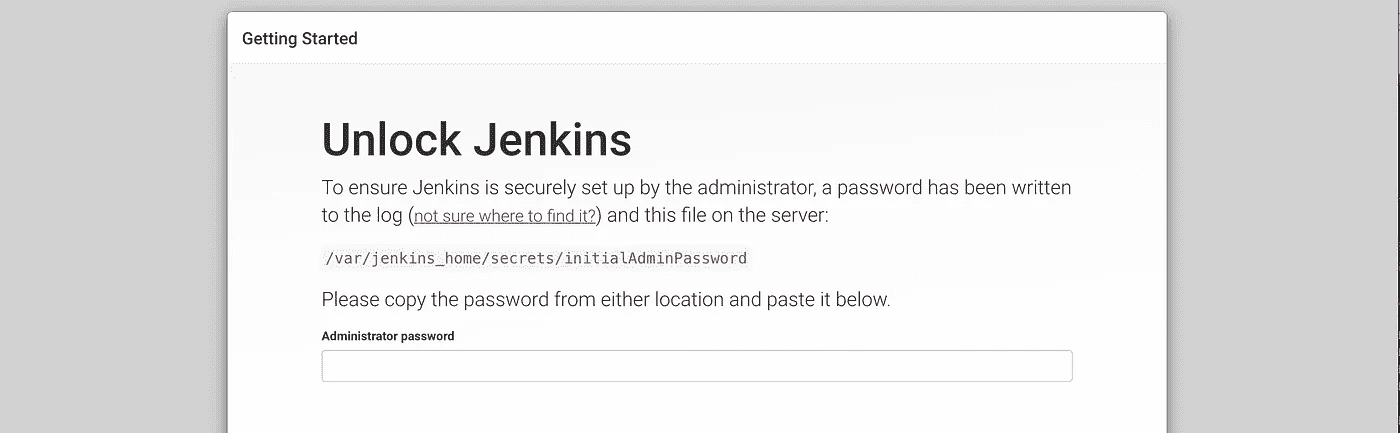 Getting Started
Unlock Jenkins
To ensure Jenkins is securely set up by the administrator, a password has been written
to the log (not sure where to find it?) and this file on the server:
/var/jenkins_home/secrets/initialAdminPassword
Please copy the password from either location and paste it below.
Administrator password